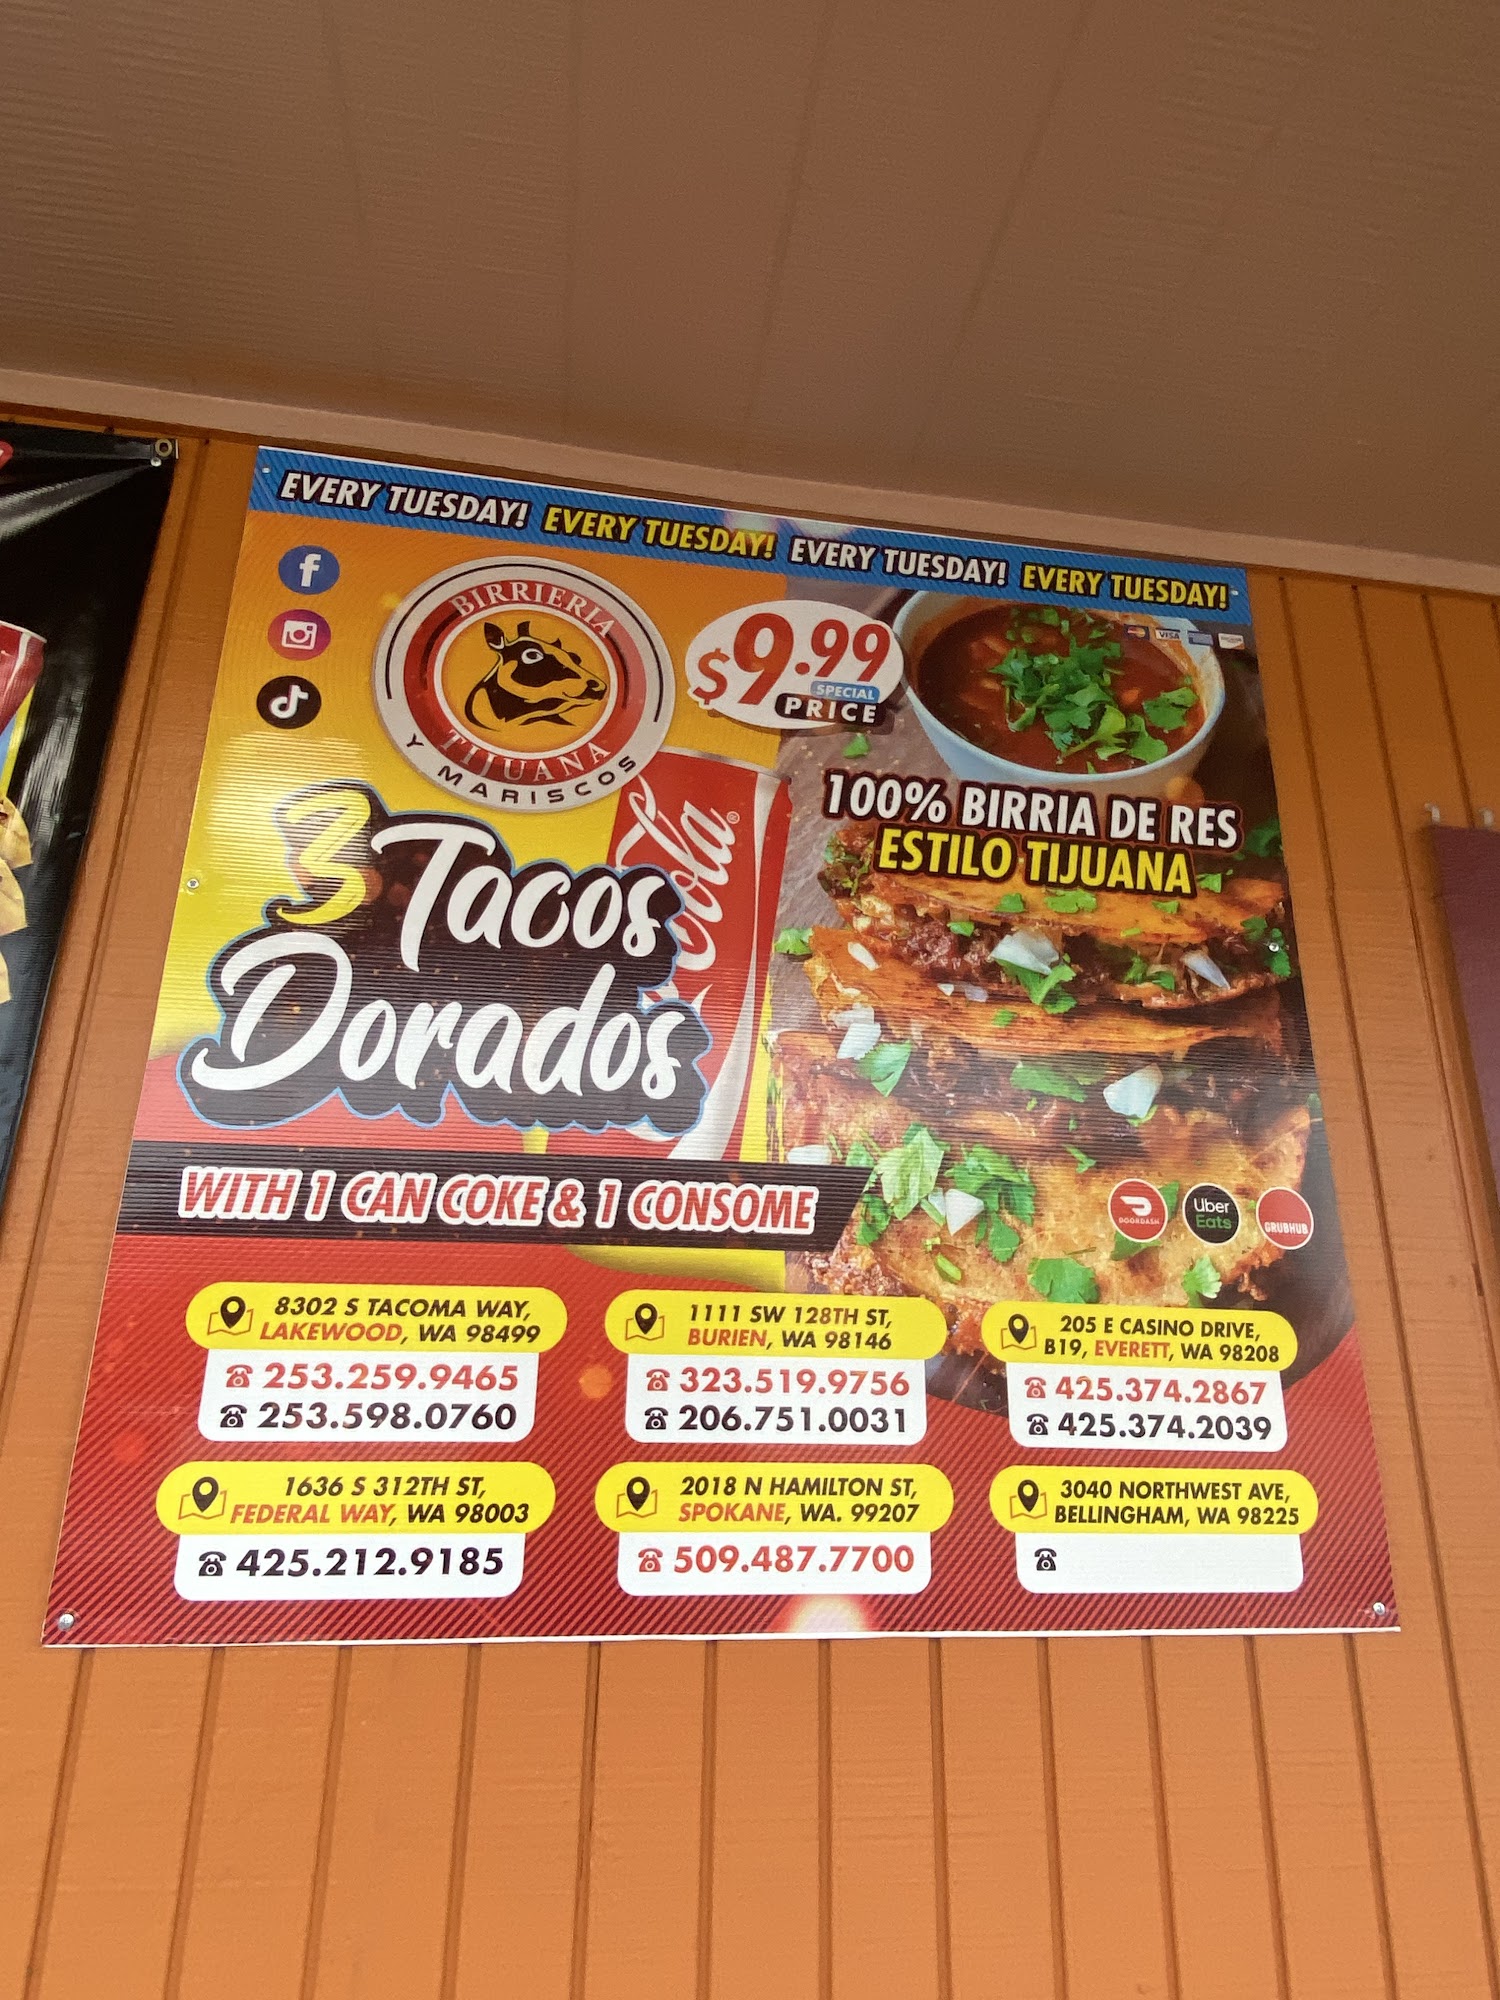 EVERY TUESDAY! EVERY TUESDAY! EVERY TUESDAY! EVERY TUESDAY!
BIRRIERIA
TIJUANA
Y MARISCOS
$9.99
SPECIAL
PRICE
VISA
100% BIRRIA DE RES
ESTILO TIJUANA
3 Tacos
Dorados
Cola®
WITH 1 CAN COKE & 1 CONSOME
DOORDASH
Uber
Eats
GRUBHUB
8302 S TACOMA WAY,
LAKEWOOD, WA 98499
253.259.9465
253.598.0760
1111 SW 128TH ST,
BURIEN, WA 98146
323.519.9756
206.751.0031
205 E CASINO DRIVE,
B19, EVERETT, WA 98208
425.374.2867
425.374.2039
1636 S 312TH ST,
FEDERAL WAY, WA 98003
425.212.9185
2018 N HAMILTON ST,
SPOKANE, WA. 99207
509.487.7700
3040 NORTHWEST AVE,
BELLINGHAM, WA 98225